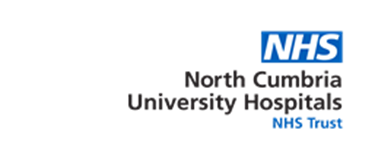 NHS
North Cumbria
University Hospitals
NHS Trust